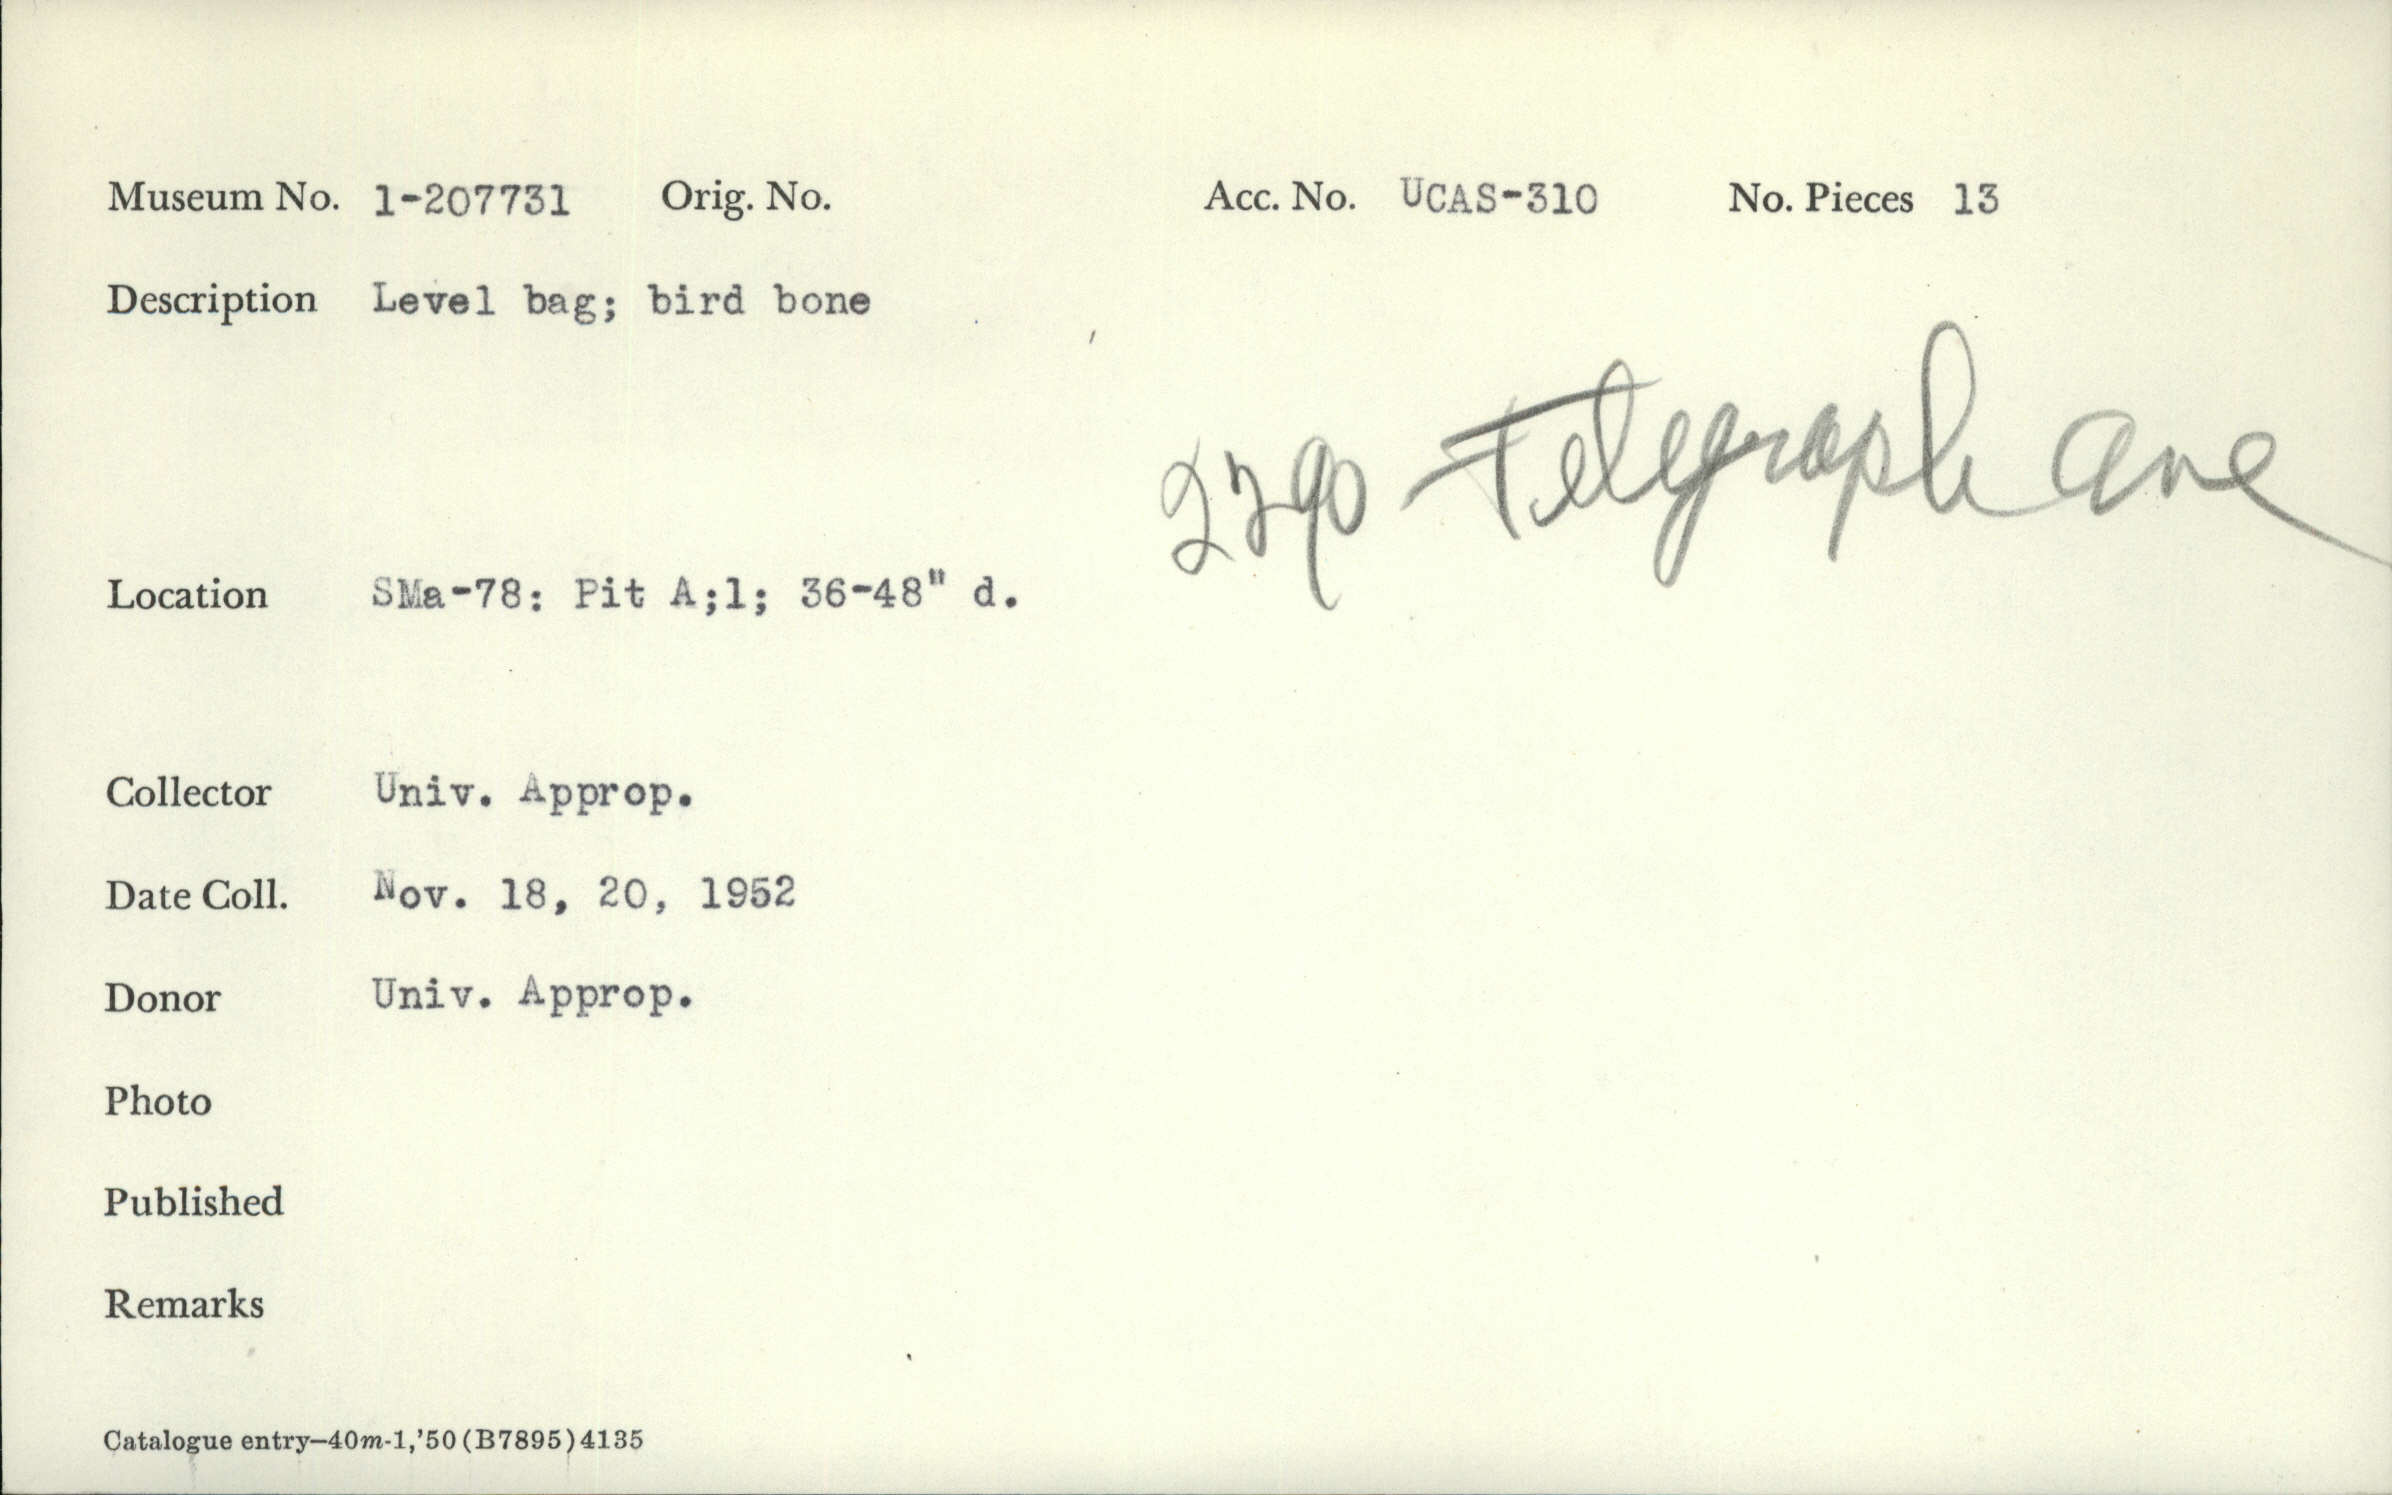 Museum No. 1-207731 Orig. No. Acc. No. UCAS-310 No. Pieces 13
Description Level bag; bird bone
2290 Telegraph Ave
Location SMa-78: Pit A;1; 36-48" d.
Collector Univ. Approp.
Date Coll. Nov. 18, 20, 1952
Donor Univ. Approp.
Photo
Published
Remarks
Catalogue entry—40m-1,'50(B7895)4135